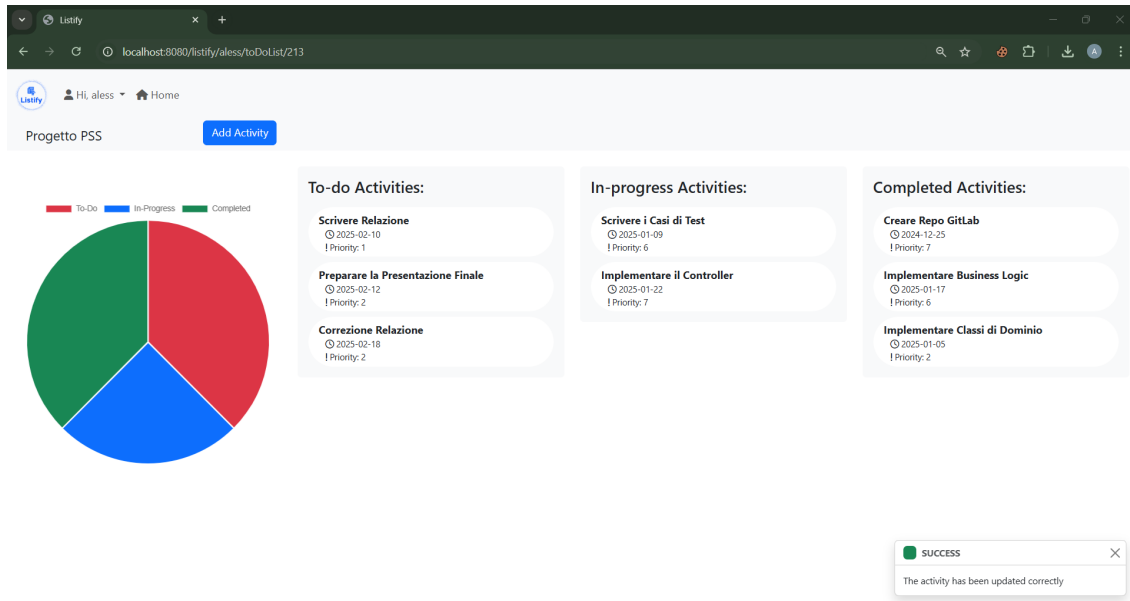 Listify
localhost:8080/listify/aless/toDoList/213
A
Listify
Hi, aless
Home
Progetto PSS
Add Activity
To-Do
In-Progress
Completed
To-do Activities:
Scrivere Relazione
2025-02-10
! Priority: 1
Preparare la Presentazione Finale
2025-02-12
! Priority: 2
Correzione Relazione
2025-02-18
! Priority: 2
In-progress Activities:
Scrivere i Casi di Test
2025-01-09
! Priority: 6
Implementare il Controller
2025-01-22
! Priority: 7
Completed Activities:
Creare Repo GitLab
2024-12-25
! Priority: 7
Implementare Business Logic
2025-01-17
! Priority: 6
Implementare Classi di Dominio
2025-01-05
! Priority: 2
SUCCESS
The activity has been updated correctly